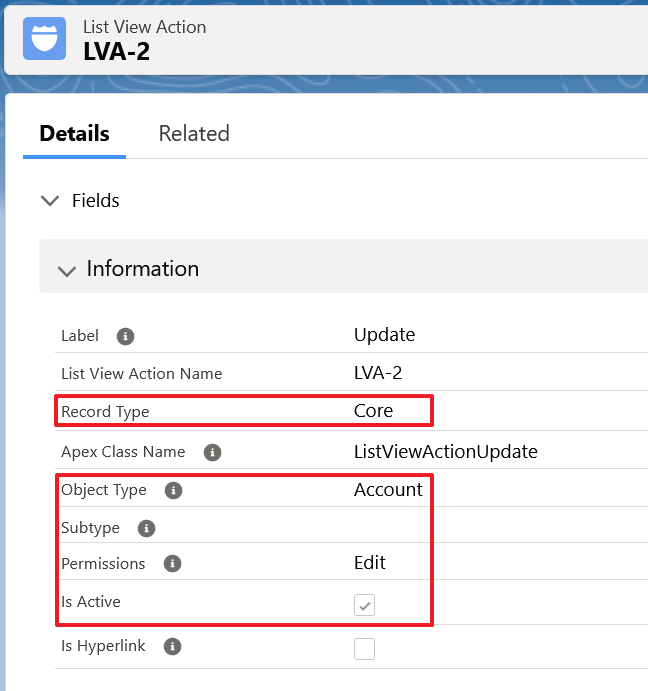 List View Action
LVA-2
Details Related
Fields
Information
Label Update
List View Action Name LVA-2
Record Type Core
Apex Class Name ListViewActionUpdate
Object Type Account
Subtype
Permissions Edit
Is Active
Is Hyperlink